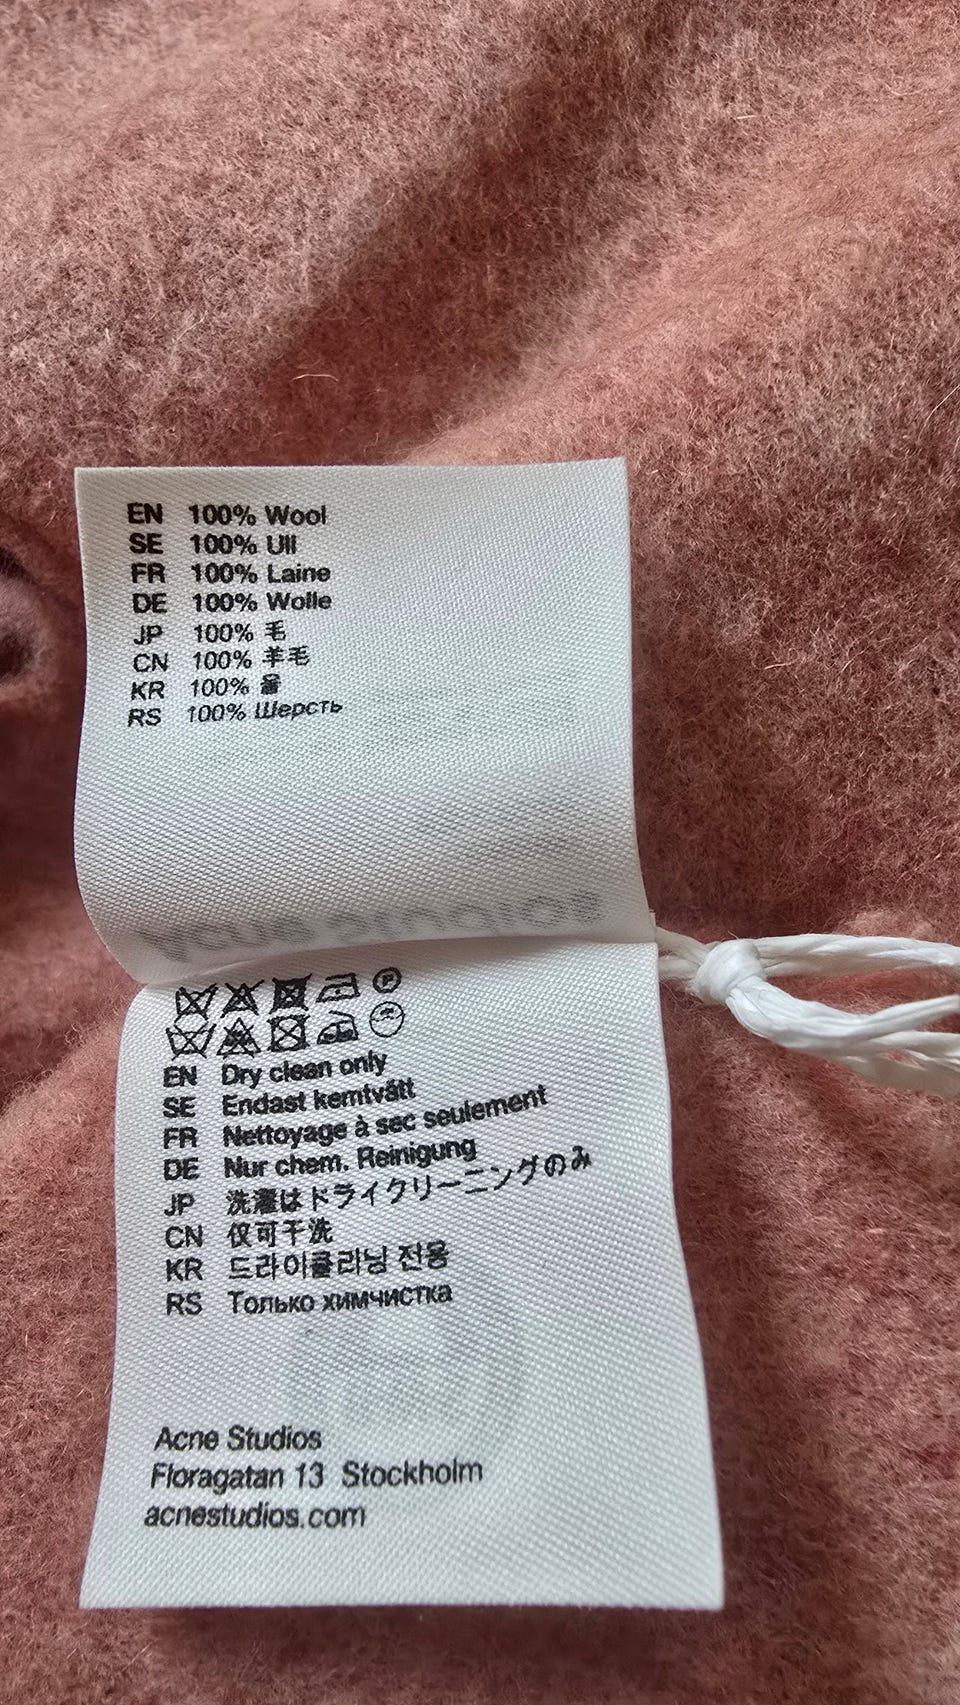 EN 100% Wool
SE 100% Ull
FR 100% Laine
DE 100% Wolle
JP 100% 毛
CN 100% 羊毛
KR 100% 울
RS 100% Шерсть
P
EN Dry clean only
SE Endast kemtvätt
FR Nettoyage à sec seulement
DE Nur chem. Reinigung
JP 洗濯はドライクリーニングのみ
CN 仅可干洗
KR 드라이클리닝 전용
RS Только химчистка
Acne Studios
Floragatan 13 Stockholm
acnestudios.com